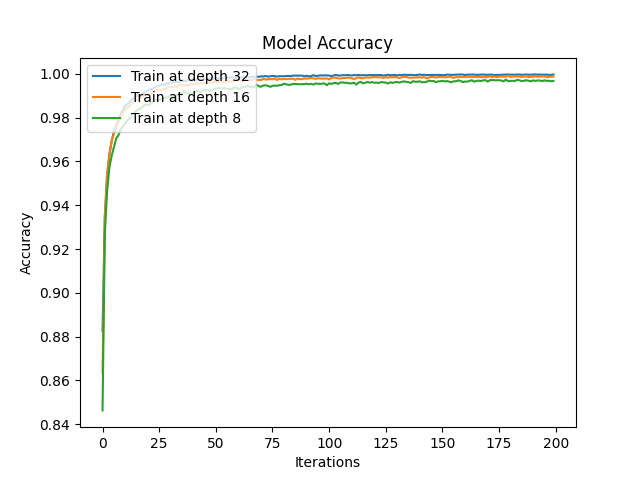 Model Accuracy
Train at depth 32
Train at depth 16
Train at depth 8
Accuracy
1.00
0.98
0.96
0.94
0.92
0.90
0.88
0.86
0.84
0 25 50 75 100 125 150 175 200
Iterations